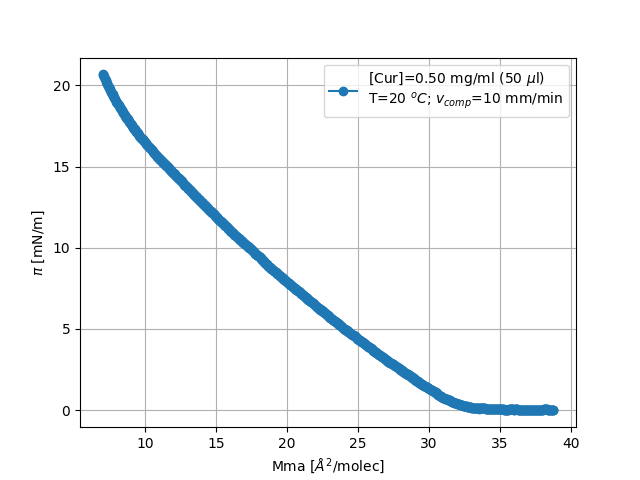 [Cur]=0.50 mg/ml (50 μl)
T=20 °C; v_comp=10 mm/min
20
15
10
5
0
π [mN/m]
10 15 20 25 30 35 40
Mma [Å²/molec]